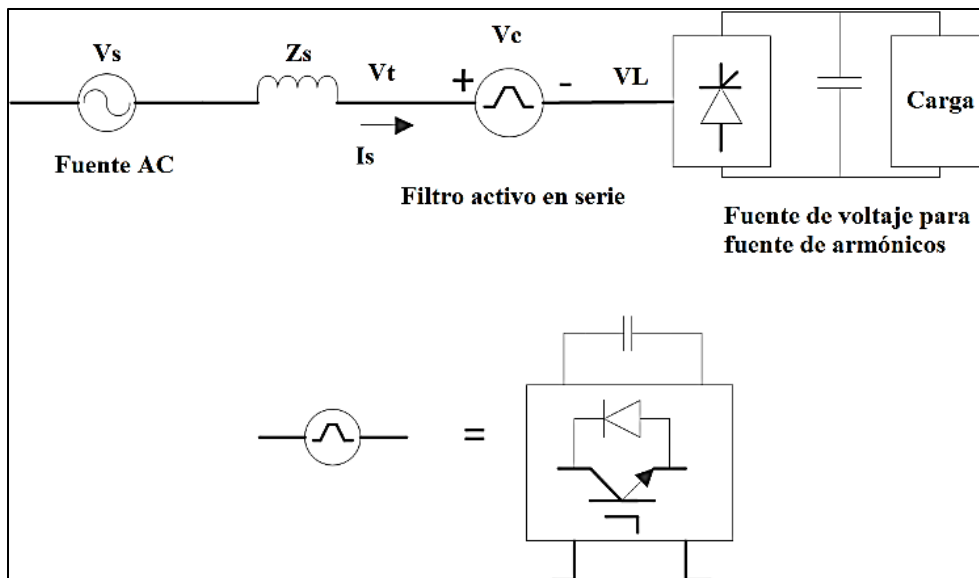 Vs
Zs
Vt
Vc
+
-
VL
Is
Carga
Fuente AC
Filtro activo en serie
Fuente de voltaje para
fuente de armónicos
=